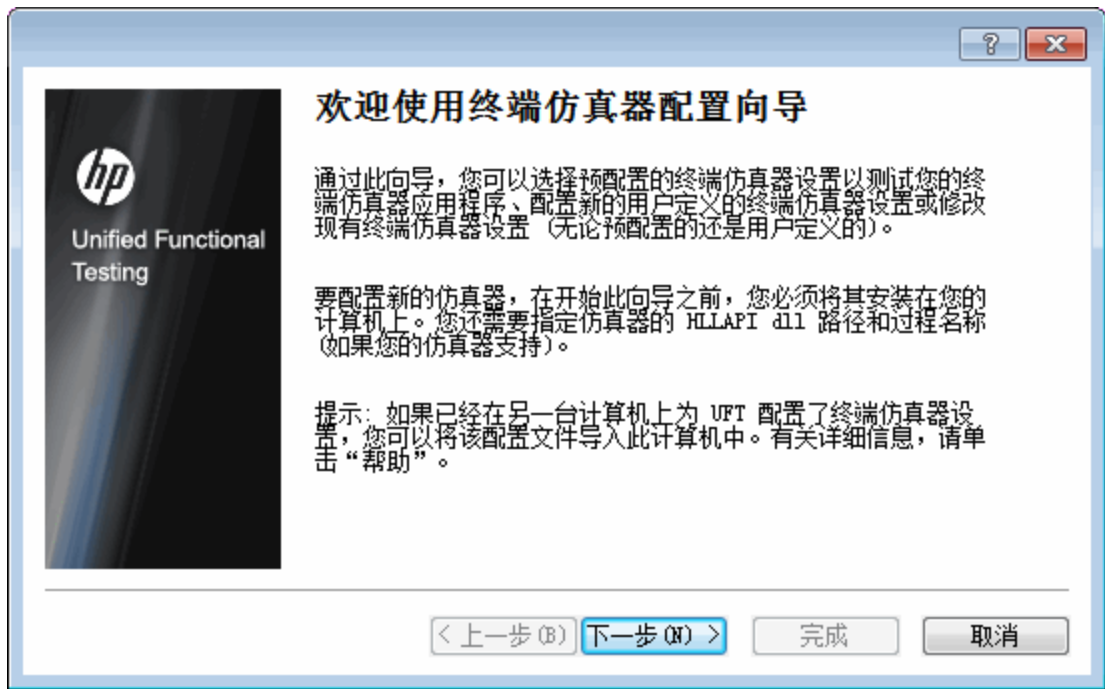 ?
hp
Unified Functional
Testing
欢迎使用终端仿真器配置向导
通过此向导，您可以选择预配置的终端仿真器设置以测试您的终
端仿真器应用程序、配置新的用户定义的终端仿真器设置或修改
现有终端仿真器设置（无论预配置的还是用户定义的）。
要配置新的仿真器，在开始此向导之前，您必须将其安装在您的
计算机上。您还需要指定仿真器的 HLLAPI dll 路径和过程名称
（如果您的仿真器支持）。
提示：如果已经在另一台计算机上为 UFT 配置了终端仿真器设
置，您可以将该配置文件导入此计算机中。有关详细信息，请单
击“帮助”。
< 上一步(B)
下一步(N) >
完成
取消